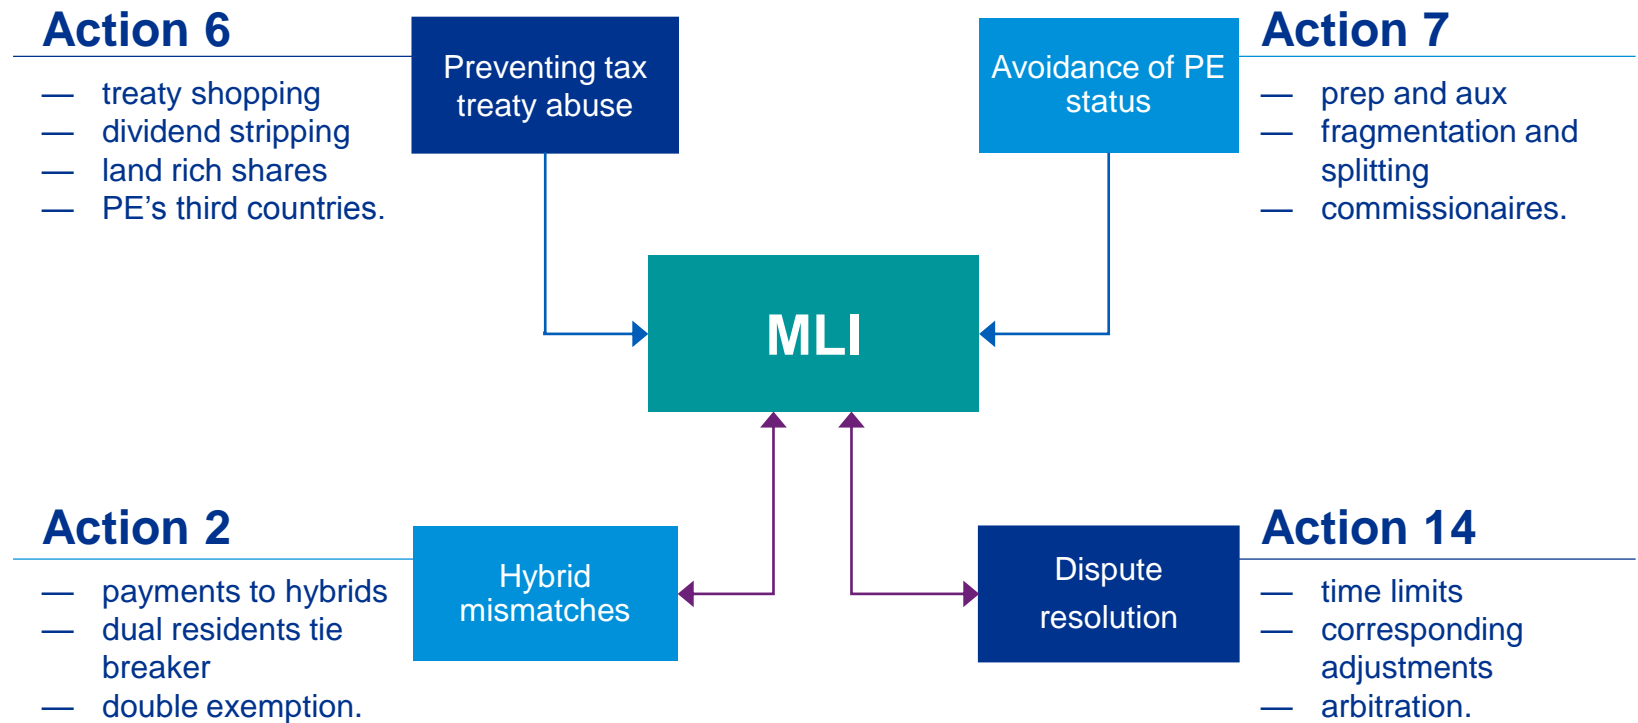 Action 6
Preventing tax
treaty abuse
— treaty shopping
— dividend stripping
— land rich shares
— PE’s third countries.
Avoidance of PE
status
Action 7
— prep and aux
— fragmentation and
splitting
— commissionaires.
MLI
Action 2
Hybrid
mismatches
— payments to hybrids
— dual residents tie
breaker
— double exemption.
Dispute
resolution
Action 14
— time limits
— corresponding
adjustments
— arbitration.